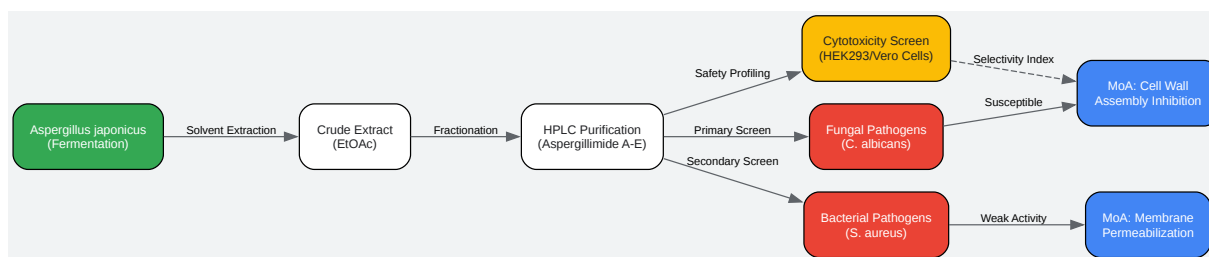 Aspergillus japonicus
(Fermentation)
Solvent Extraction
Crude Extract
(EtOAc)
Fractionation
HPLC Purification
(Aspergillimide A-E)
Safety Profiling
Primary Screen
Secondary Screen
Cytotoxicity Screen
(HEK293/Vero Cells)
Fungal Pathogens
(C. albicans)
Bacterial Pathogens
(S. aureus)
Selectivity Index
Susceptible
Weak Activity
MoA: Cell Wall
Assembly Inhibition
MoA: Membrane
Permeabilization